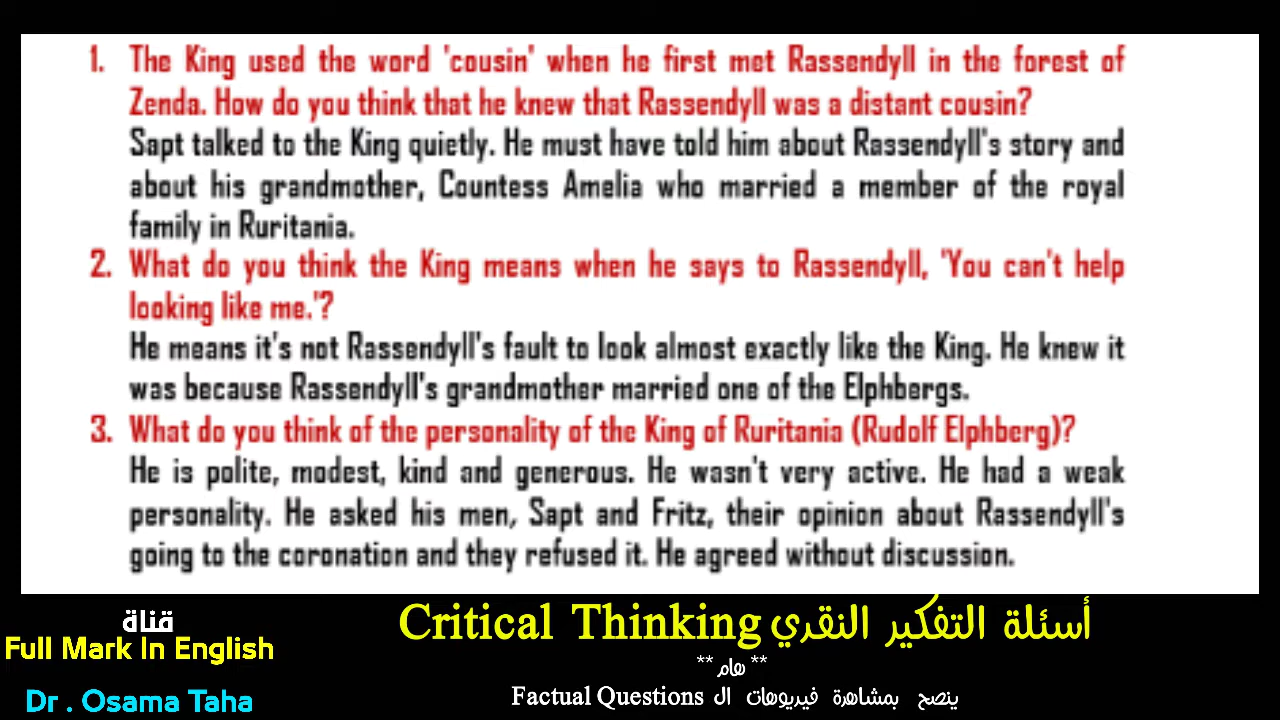 1. The King used the word 'cousin' when he first met Rassendyll in the forest of
Zenda. How do you think that he knew that Rassendyll was a distant cousin?
Sapt talked to the King quietly. He must have told him about Rassendyll's story and
about his grandmother, Countess Amelia who married a member of the royal
family in Ruritania.
2. What do you think the King means when he says to Rassendyll, 'You can't help
looking like me.'?
He means it's not Rassendyll's fault to look almost exactly like the King. He knew it
was because Rassendyll's grandmother married one of the Elphbergs.
3. What do you think of the personality of the King of Ruritania (Rudolf Elphberg)?
He is polite, modest, kind and generous. He wasn't very active. He had a weak
personality. He asked his men, Sapt and Fritz, their opinion about Rassendyll's
going to the coronation and they refused it. He agreed without discussion.
قناة
Full Mark In English
Dr . Osama Taha
أسئلة التفكير النقدي Critical Thinking
** هام **
ينصح بمشاهرة فيديوهات ال Factual Questions